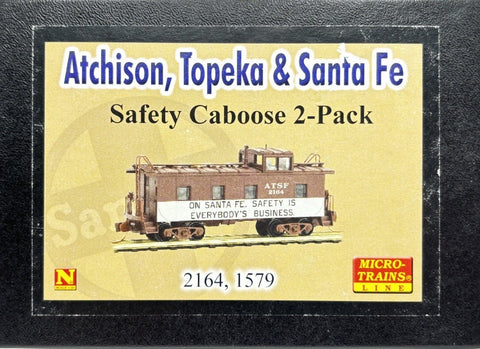 Atchison, Topeka & Santa Fe
Safety Caboose 2-Pack
ATSF
2164
ON SANTA FE, SAFETY IS
EVERYBODY'S BUSINESS.
2164, 1579
N
MICRO-
TRAINS®
LINE